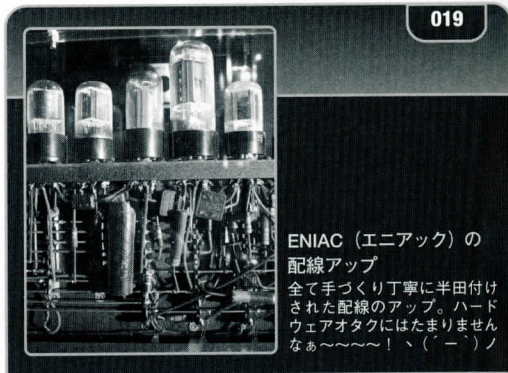 019
ENIAC（エニアック）の
配線アップ
全て手づくり丁寧に半田付け
された配線のアップ。ハード
ウェアオタクにはたまりません
なぁ～～～～！ヽ(´ー`)ノ